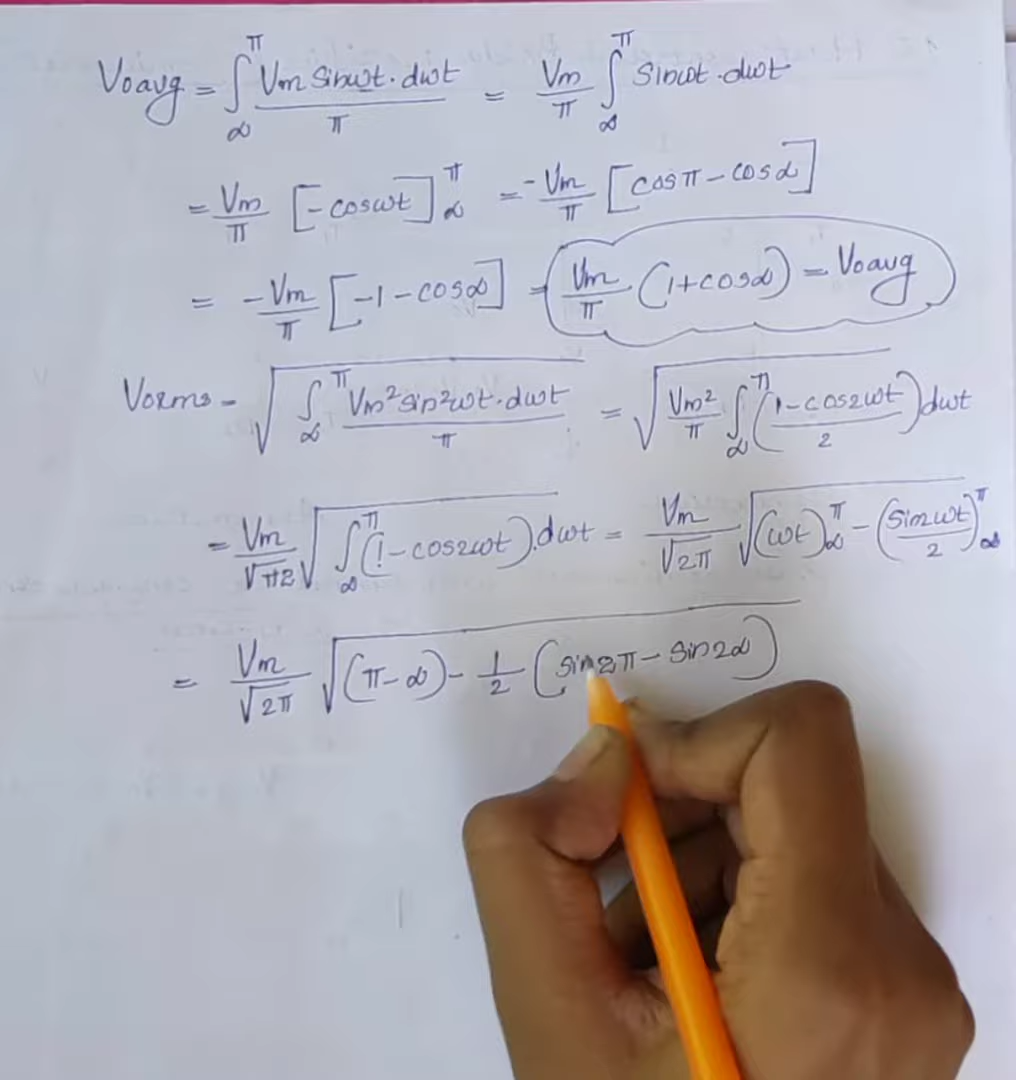 Voavg = ∫_α^π Vm Sinωt · dωt / π = Vm/π ∫_α^π Sinωt · dωt
= Vm/π [-cosωt]_α^π = -Vm/π [cosπ - cosα]
= -Vm/π [-1 - cosα] = Vm/π (1+cosα) = Voavg
Vorms = √(∫_α^π Vm² sin²ωt · dωt / π) = √(Vm²/π ∫_α^π (1-cos2ωt / 2) dωt
= Vm/√π2 √(∫_α^π (1-cos2ωt) · dωt = Vm/√2π √((ωt)_α^π - (Sin2ωt / 2)_α^π
= Vm/√2π √((π-α) - 1/2 (sin2π - sin2α))